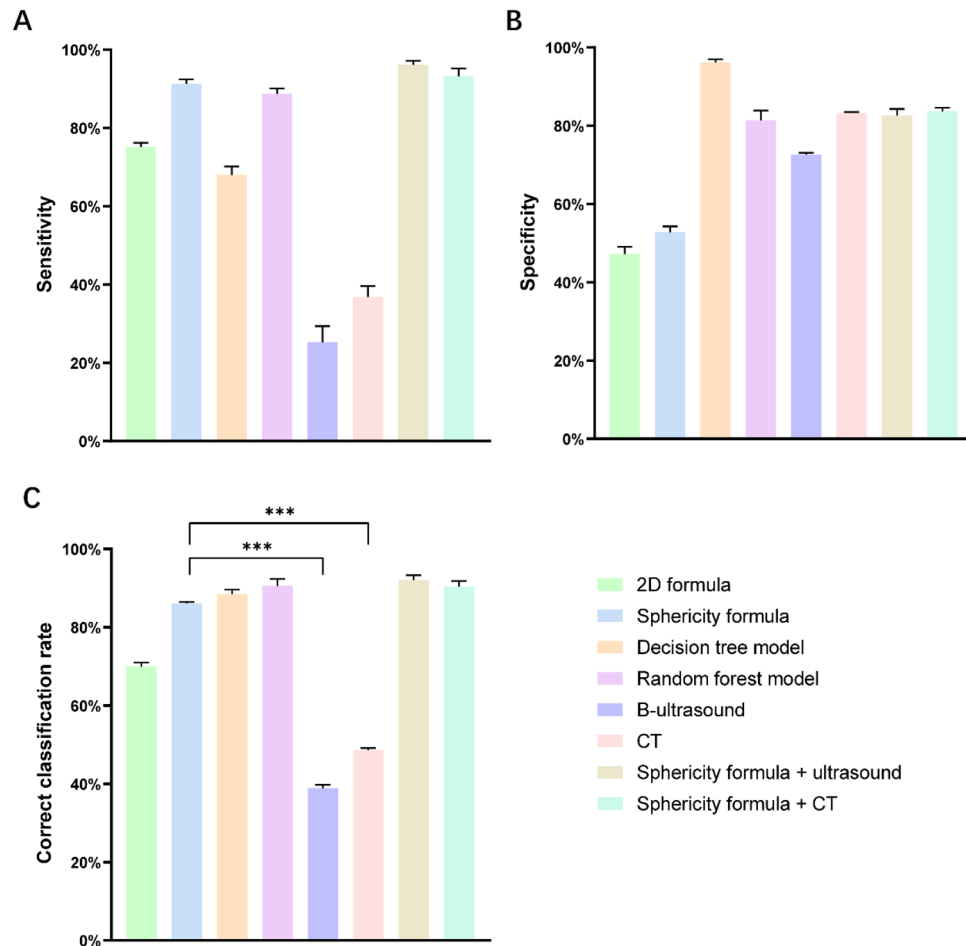 A
100%
80%
60%
40%
20%
0%
Sensitivity
B
100%
80%
60%
40%
20%
0%
Specificity
C
***
***
100%
80%
60%
40%
20%
0%
Correct classification rate
2D formula
Sphericity formula
Decision tree model
Random forest model
B-ultrasound
CT
Sphericity formula + ultrasound
Sphericity formula + CT